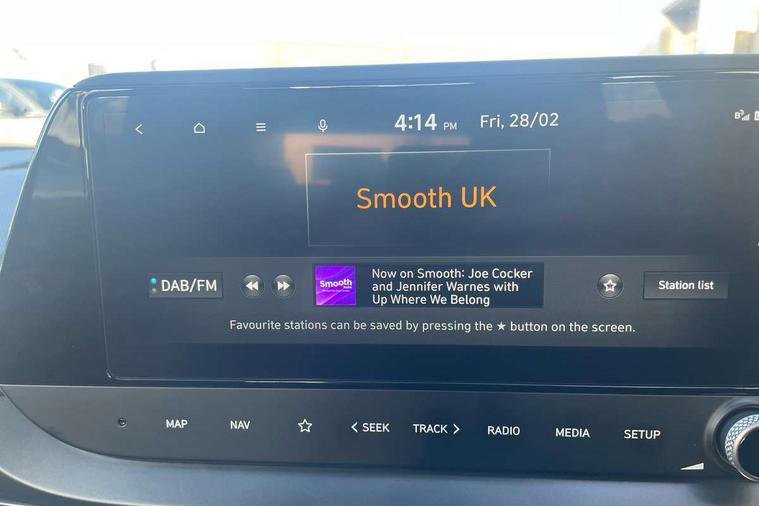 4:14 PM Fri, 28/02
Smooth UK
DAB/FM
Smooth
Now on Smooth: Joe Cocker
and Jennifer Warnes with
Up Where We Belong
Station list
Favourite stations can be saved by pressing the ★ button on the screen.
MAP NAV ☆ < SEEK TRACK > RADIO MEDIA SETUP